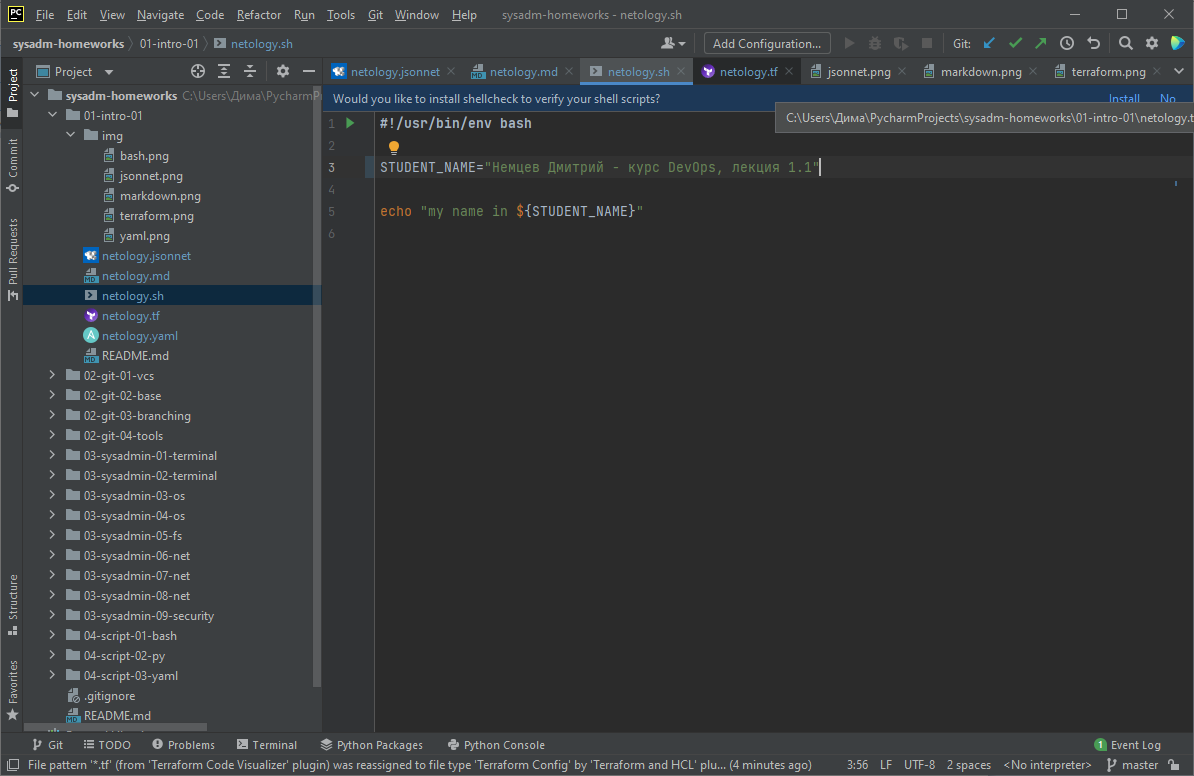 PC File Edit View Navigate Code Refactor Run Tools Git Window Help sysadm-homeworks - netology.sh
sysadm-homeworks 01-intro-01 netology.sh Add Configuration... Git:
Project netology.jsonnet netology.md netology.sh netology.tf jsonnet.png markdown.png terraform.png
Would you like to install shellcheck to verify your shell scripts? Install No
C:\Users\Дима\PycharmProjects\sysadm-homeworks\01-intro-01\netology.t
Project
Commit
Pull Requests
Structure
Favorites
sysadm-homeworks C:\Users\Дима\PycharmP
01-intro-01
img
bash.png
jsonnet.png
markdown.png
terraform.png
yaml.png
netology.jsonnet
netology.md
netology.sh
netology.tf
netology.yaml
README.md
02-git-01-vcs
02-git-02-base
02-git-03-branching
02-git-04-tools
03-sysadmin-01-terminal
03-sysadmin-02-terminal
03-sysadmin-03-os
03-sysadmin-04-os
03-sysadmin-05-fs
03-sysadmin-06-net
03-sysadmin-07-net
03-sysadmin-08-net
03-sysadmin-09-security
04-script-01-bash
04-script-02-py
04-script-03-yaml
.gitignore
README.md
1 #!/usr/bin/env bash
2
3 STUDENT_NAME="Немцев Дмитрий - курс DevOps, лекция 1.1"
4
5 echo "my name in ${STUDENT_NAME}"
6
Git TODO Problems Terminal Python Packages Python Console 1 Event Log
File pattern '*.tf' (from 'Terraform Code Visualizer' plugin) was reassigned to file type 'Terraform Config' by 'Terraform and HCL' plu... (4 minutes ago) 3:56 LF UTF-8 2 spaces <No interpreter> master